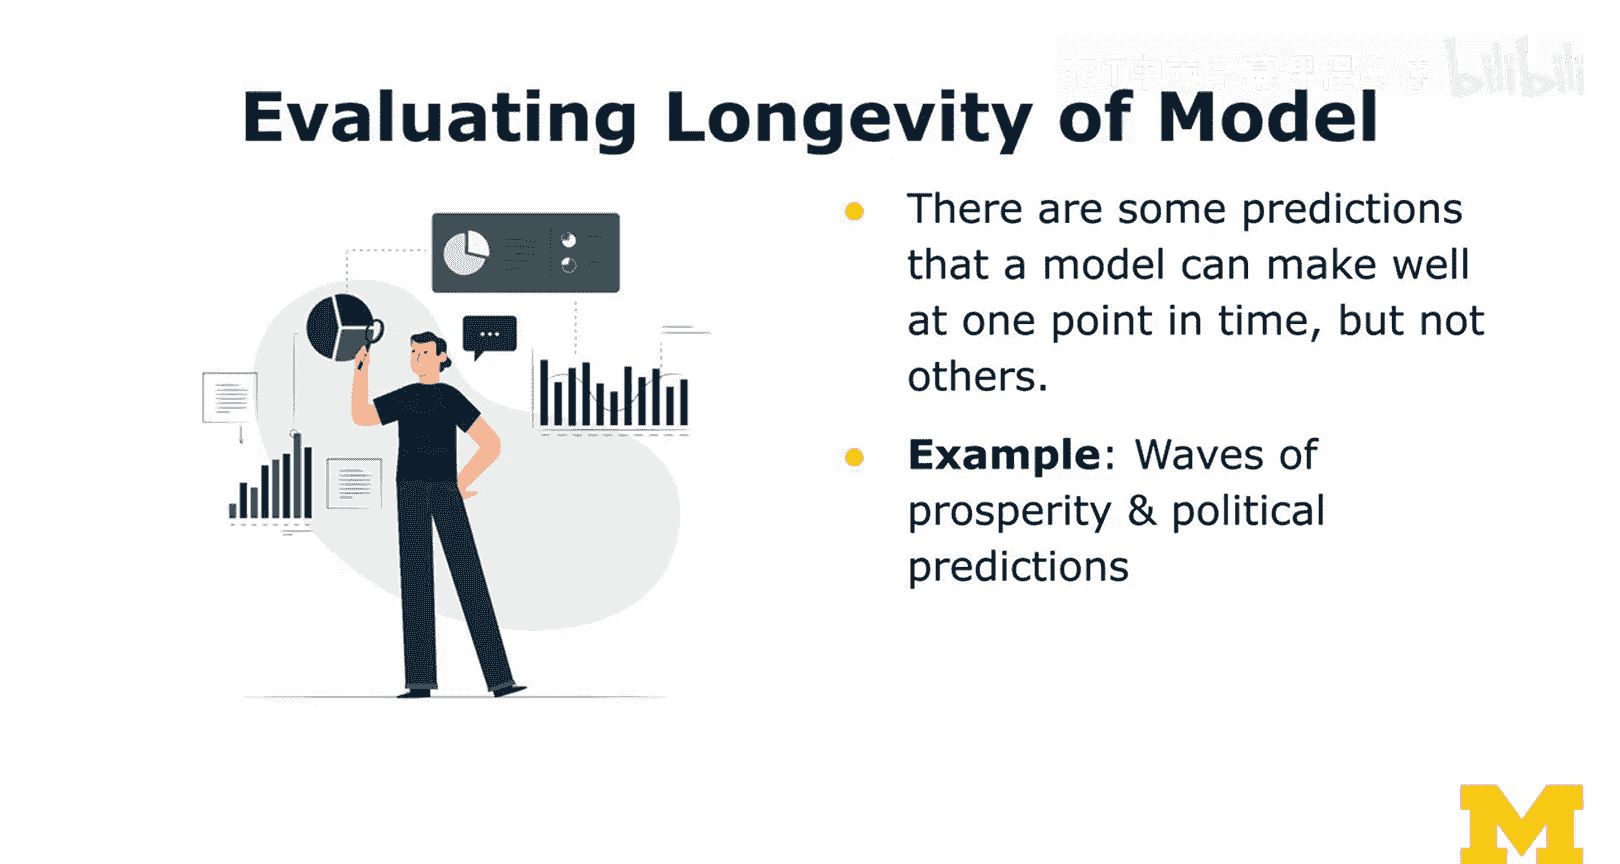 bilibili
Evaluating Longevity of Model
There are some predictions
that a model can make well
at one point in time, but not
others.
Example: Waves of
prosperity & political
predictions
M